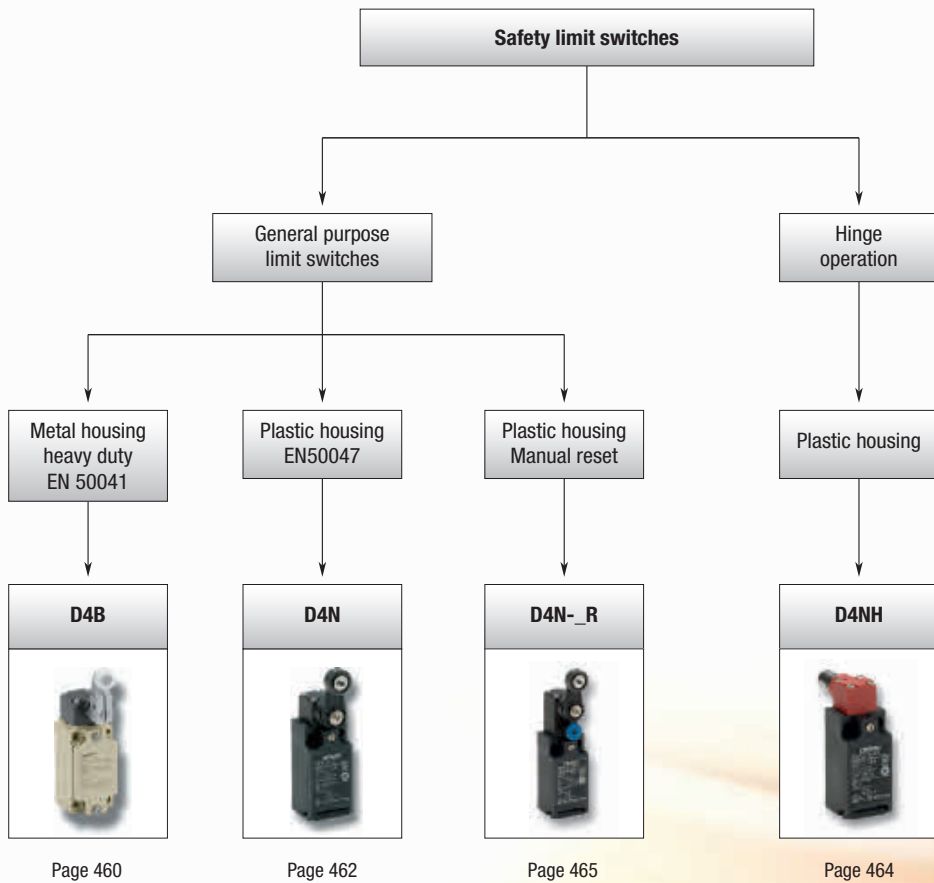 Safety limit switches
General purpose
limit switches
Hinge
operation
Metal housing
heavy duty
EN 50041
Plastic housing
EN50047
Plastic housing
Manual reset
Plastic housing
D4B
D4N
D4N-_R
D4NH
Page 460
Page 462
Page 465
Page 464